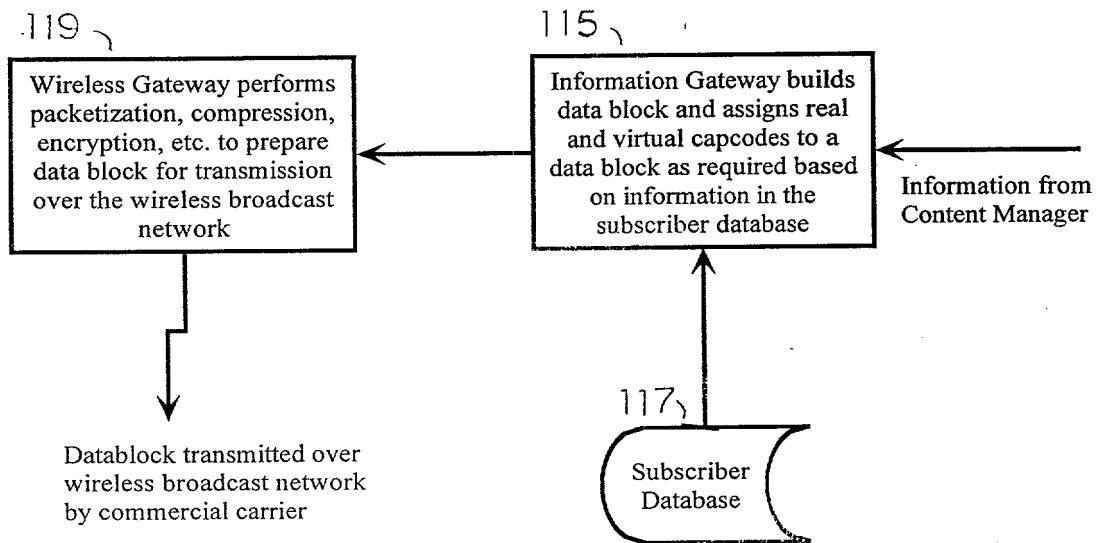 119
Wireless Gateway performs
packetization, compression,
encryption, etc. to prepare
data block for transmission
over the wireless broadcast
network
115
Information Gateway builds
data block and assigns real
and virtual capcodes to a
data block as required based
on information in the
subscriber database
Information from
Content Manager
Datablock transmitted over
wireless broadcast network
by commercial carrier
117
Subscriber
Database